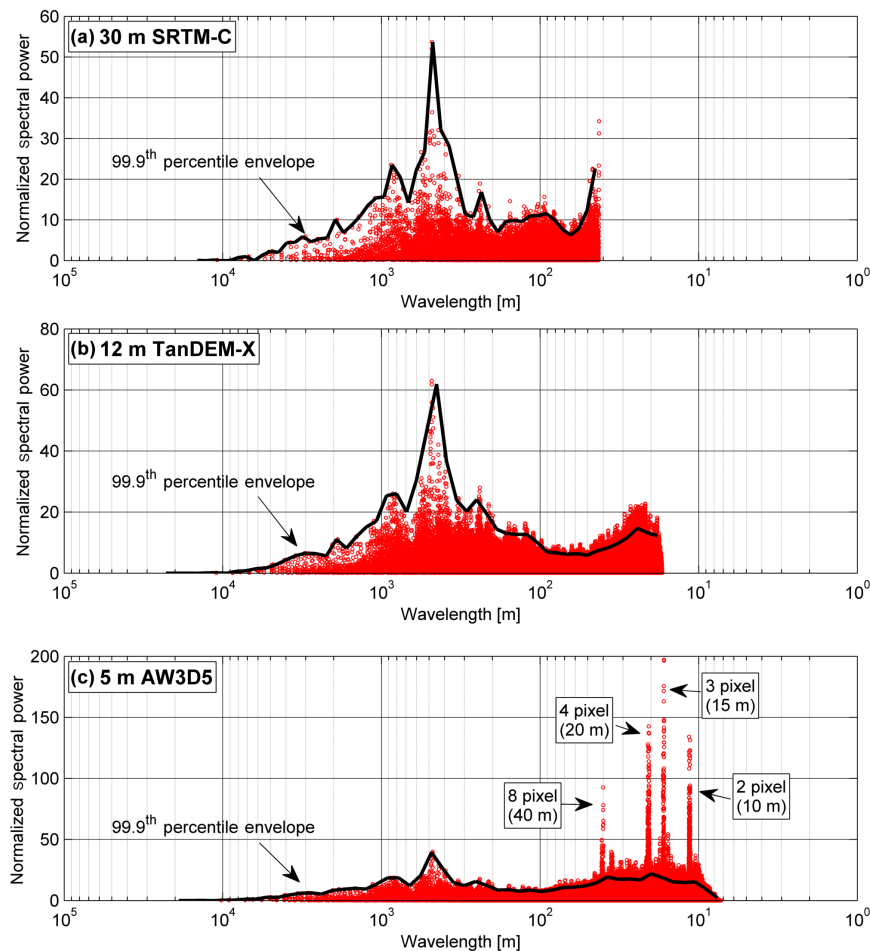 (a) 30 m SRTM-C
Normalized spectral power
60
50
40
30
20
10
0
99.9th percentile envelope
10^5
10^4
10^3
10^2
10^1
10^0
Wavelength [m]
(b) 12 m TanDEM-X
Normalized spectral power
80
60
40
20
0
99.9th percentile envelope
10^5
10^4
10^3
10^2
10^1
10^0
Wavelength [m]
(c) 5 m AW3D5
Normalized spectral power
200
150
100
50
0
99.9th percentile envelope
8 pixel
(40 m)
4 pixel
(20 m)
3 pixel
(15 m)
2 pixel
(10 m)
10^5
10^4
10^3
10^2
10^1
10^0
Wavelength [m]